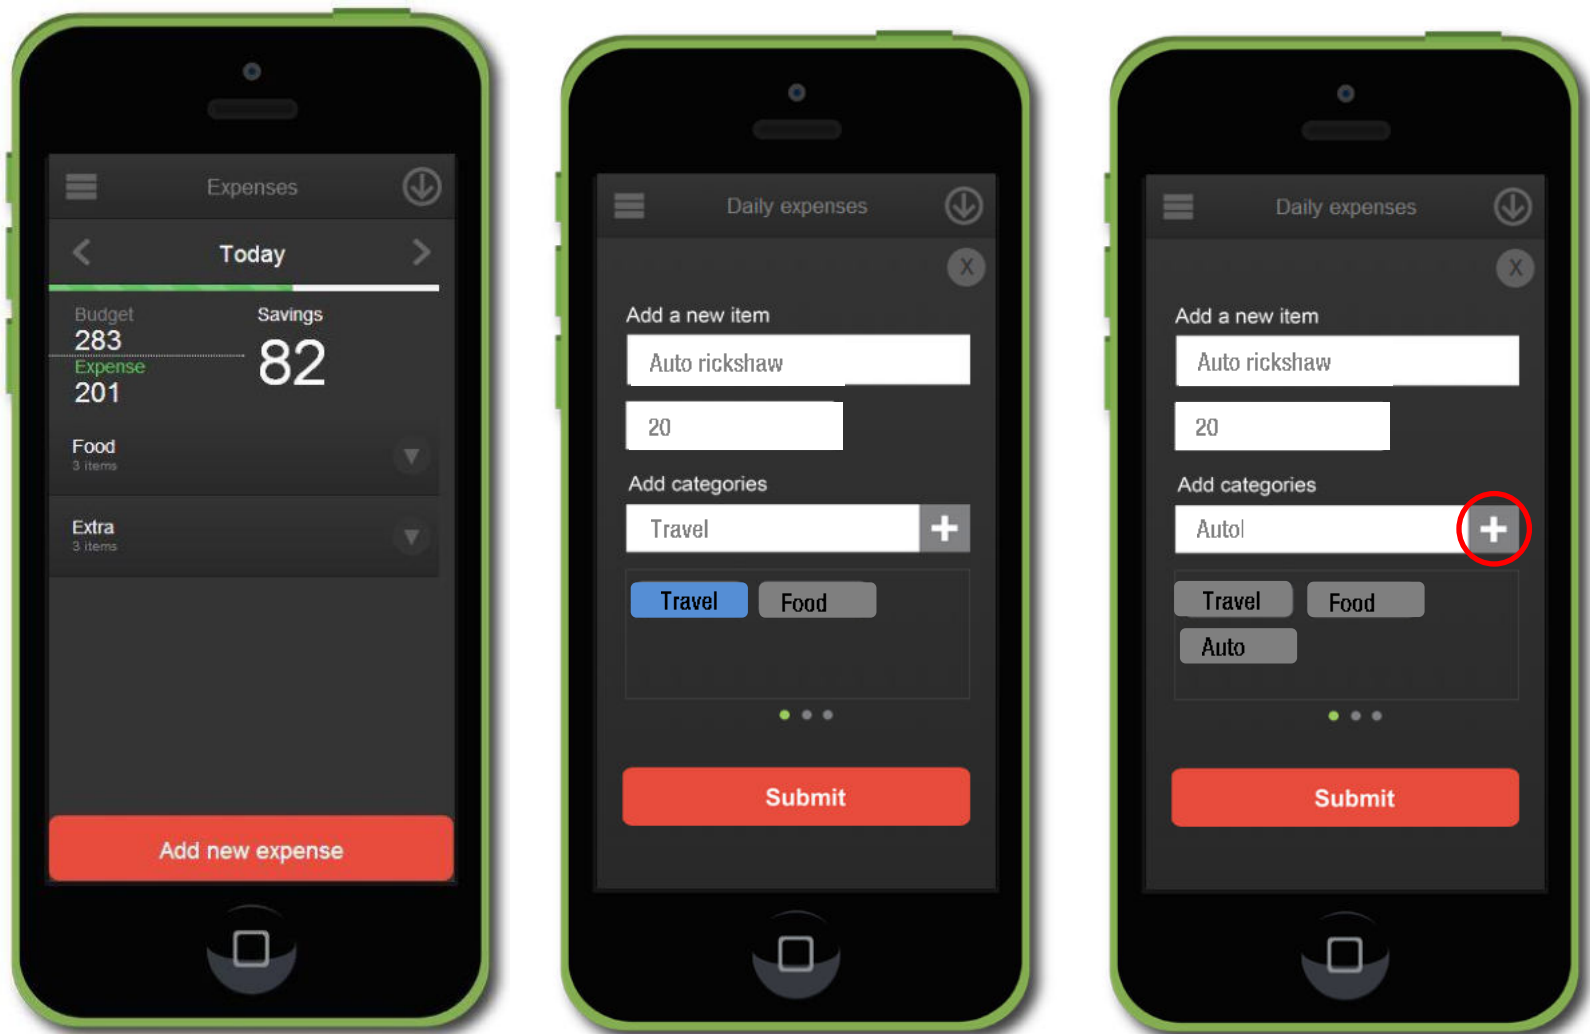 Expenses
Today
Budget
283
Savings
82
Expense
201
Food
3 items
Extra
3 items
Add new expense
Daily expenses
X
Add a new item
Auto rickshaw
20
Add categories
Travel
+
Travel Food
Submit
Daily expenses
X
Add a new item
Auto rickshaw
20
Add categories
Auto
+
Travel Food
Auto
Submit